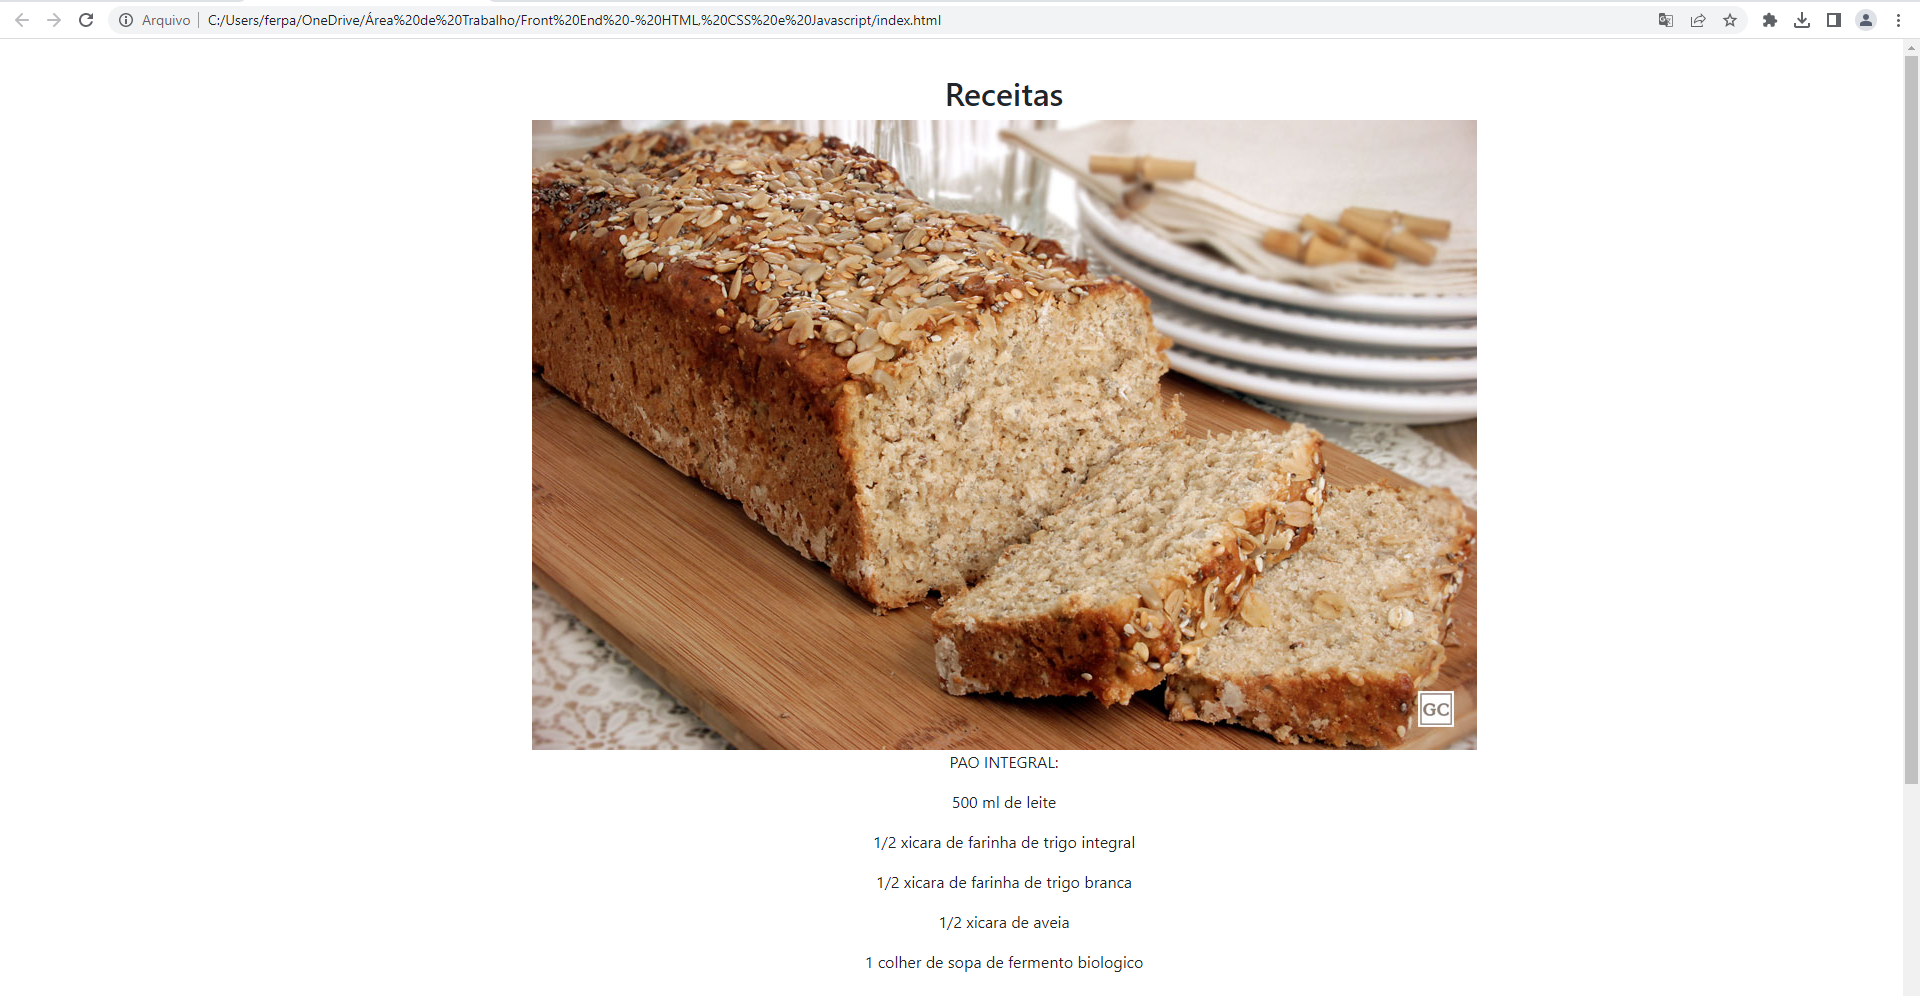 Arquivo | C:/Users/ferpa/OneDrive/Área%20de%20Trabalho/Front%20End%20-%20HTML,%20CSS%20e%20Javascript/index.html
Receitas
GC
PAO INTEGRAL:
500 ml de leite
1/2 xicara de farinha de trigo integral
1/2 xicara de farinha de trigo branca
1/2 xicara de aveia
1 colher de sopa de fermento biologico